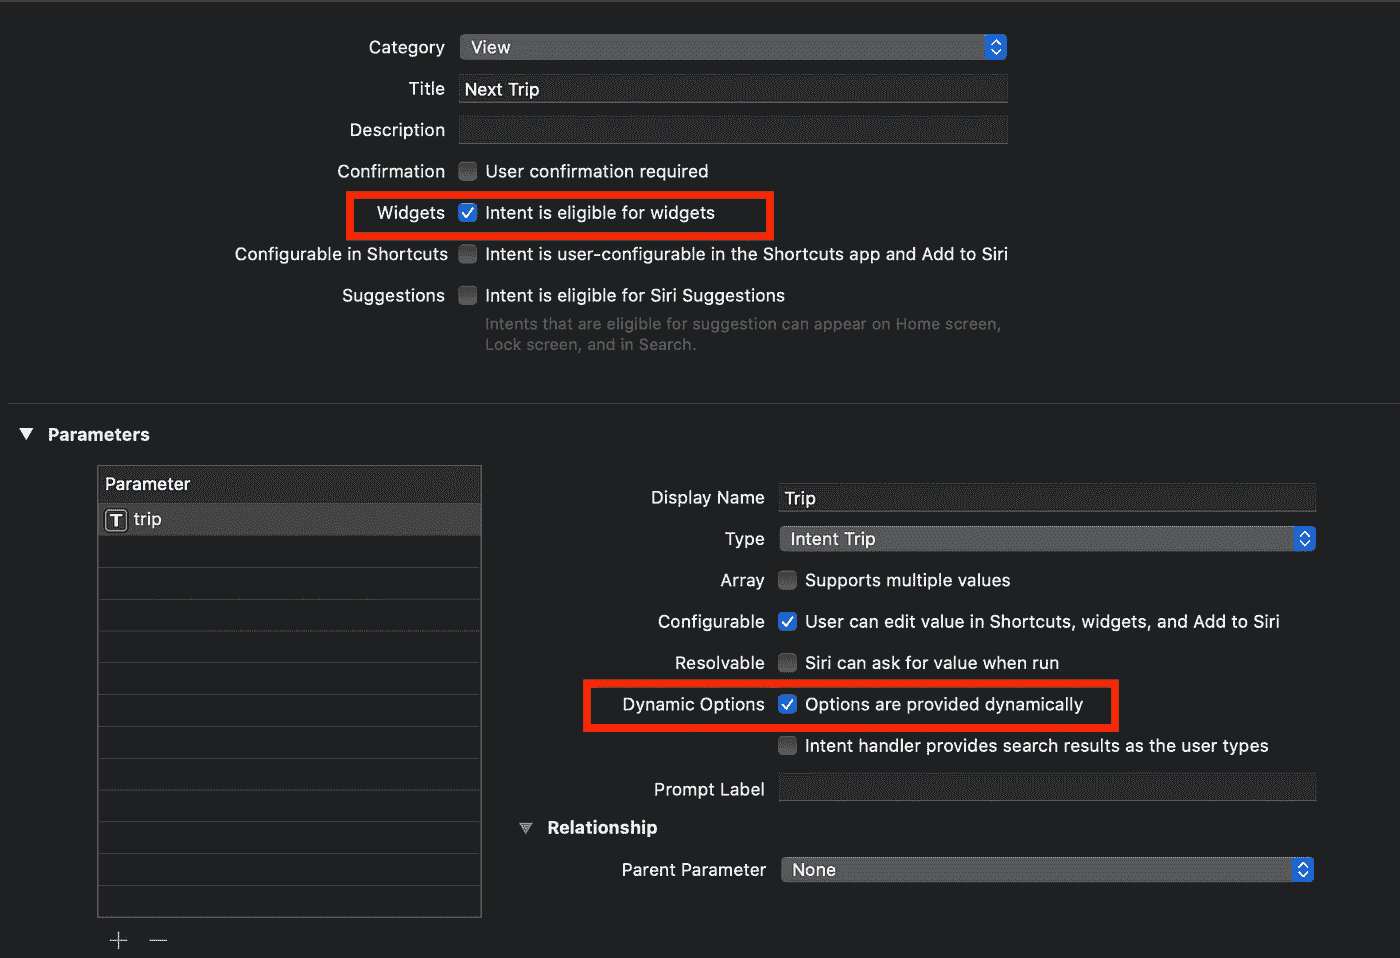 Category View
Title Next Trip
Description
Confirmation User confirmation required
Widgets Intent is eligible for widgets
Configurable in Shortcuts Intent is user-configurable in the Shortcuts app and Add to Siri
Suggestions Intent is eligible for Siri Suggestions
Intents that are eligible for suggestion can appear on Home screen,
Lock screen, and in Search.
Parameters
Parameter
T trip
Display Name Trip
Type Intent Trip
Array Supports multiple values
Configurable User can edit value in Shortcuts, widgets, and Add to Siri
Resolvable Siri can ask for value when run
Dynamic Options Options are provided dynamically
Intent handler provides search results as the user types
Prompt Label
Relationship
Parent Parameter None